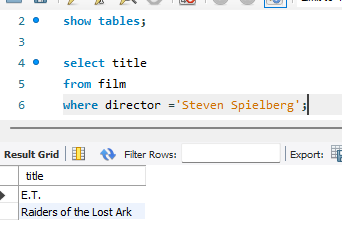 2 show tables;
3
4 select title
5 from film
6 where director ='Steven Spielberg';
Result Grid Filter Rows: Export:
title
E.T.
Raiders of the Lost Ark